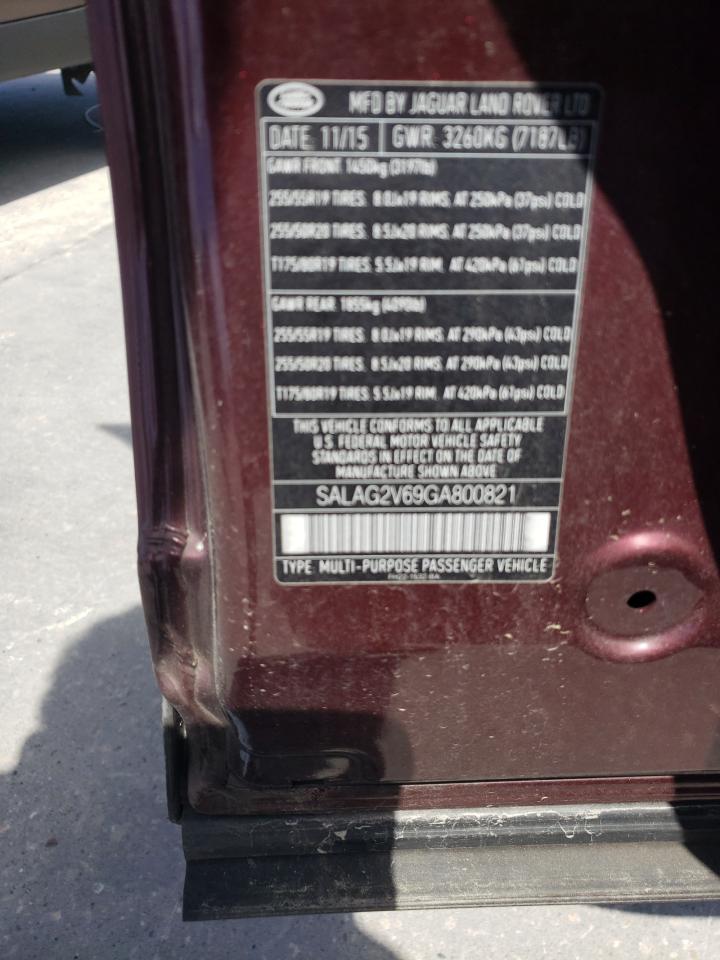 MFD BY JAGUAR LAND ROVER LTD
DATE 11/15 GWR 3260KG (7187LB)
GAWR FRONT 1450kg (3197lb)
255/55R19 TIRES. 8.0Jx19 RIMS. AT 250kPa (37psi) COLD
255/50R20 TIRES. 8.5Jx20 RIMS. AT 250kPa (37psi) COLD
T175/80R19 TIRES. 5.5Jx19 RIM. AT 420kPa (61psi) COLD
GAWR REAR 1855kg (4090lb)
255/55R19 TIRES. 8.0Jx19 RIMS. AT 290kPa (43psi) COLD
255/50R20 TIRES. 8.5Jx20 RIMS. AT 290kPa (43psi) COLD
T175/80R19 TIRES 5.5Jx19 RIM. AT 420kPa (61psi) COLD
THIS VEHICLE CONFORMS TO ALL APPLICABLE
U.S. FEDERAL MOTOR VEHICLE SAFETY
STANDARDS IN EFFECT ON THE DATE OF
MANUFACTURE SHOWN ABOVE
SALAG2V69GA800821
TYPE MULTI-PURPOSE PASSENGER VEHICLE